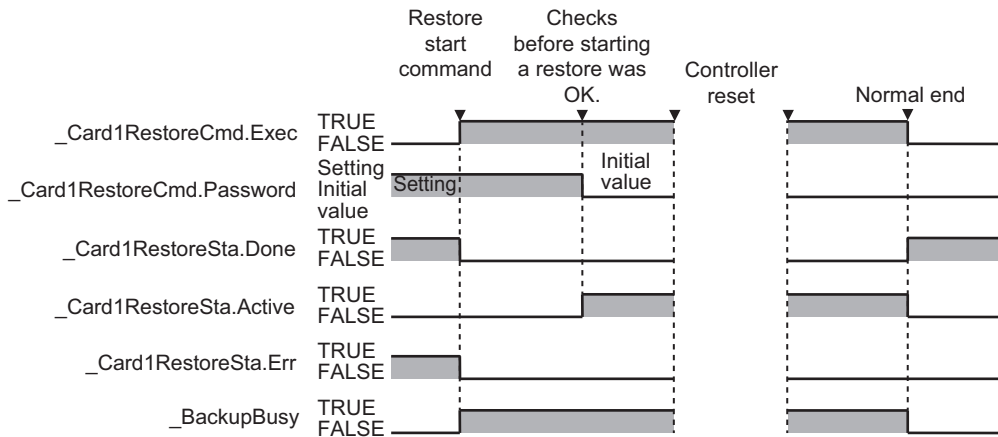 Restore
start
command
Checks
before starting
a restore was
OK.
Controller
reset
Normal end
_Card1RestoreCmd.Exec
TRUE
FALSE
_Card1RestoreCmd.Password
Setting
Initial
value
Setting
Initial
value
_Card1RestoreSta.Done
TRUE
FALSE
_Card1RestoreSta.Active
TRUE
FALSE
_Card1RestoreSta.Err
TRUE
FALSE
_BackupBusy
TRUE
FALSE